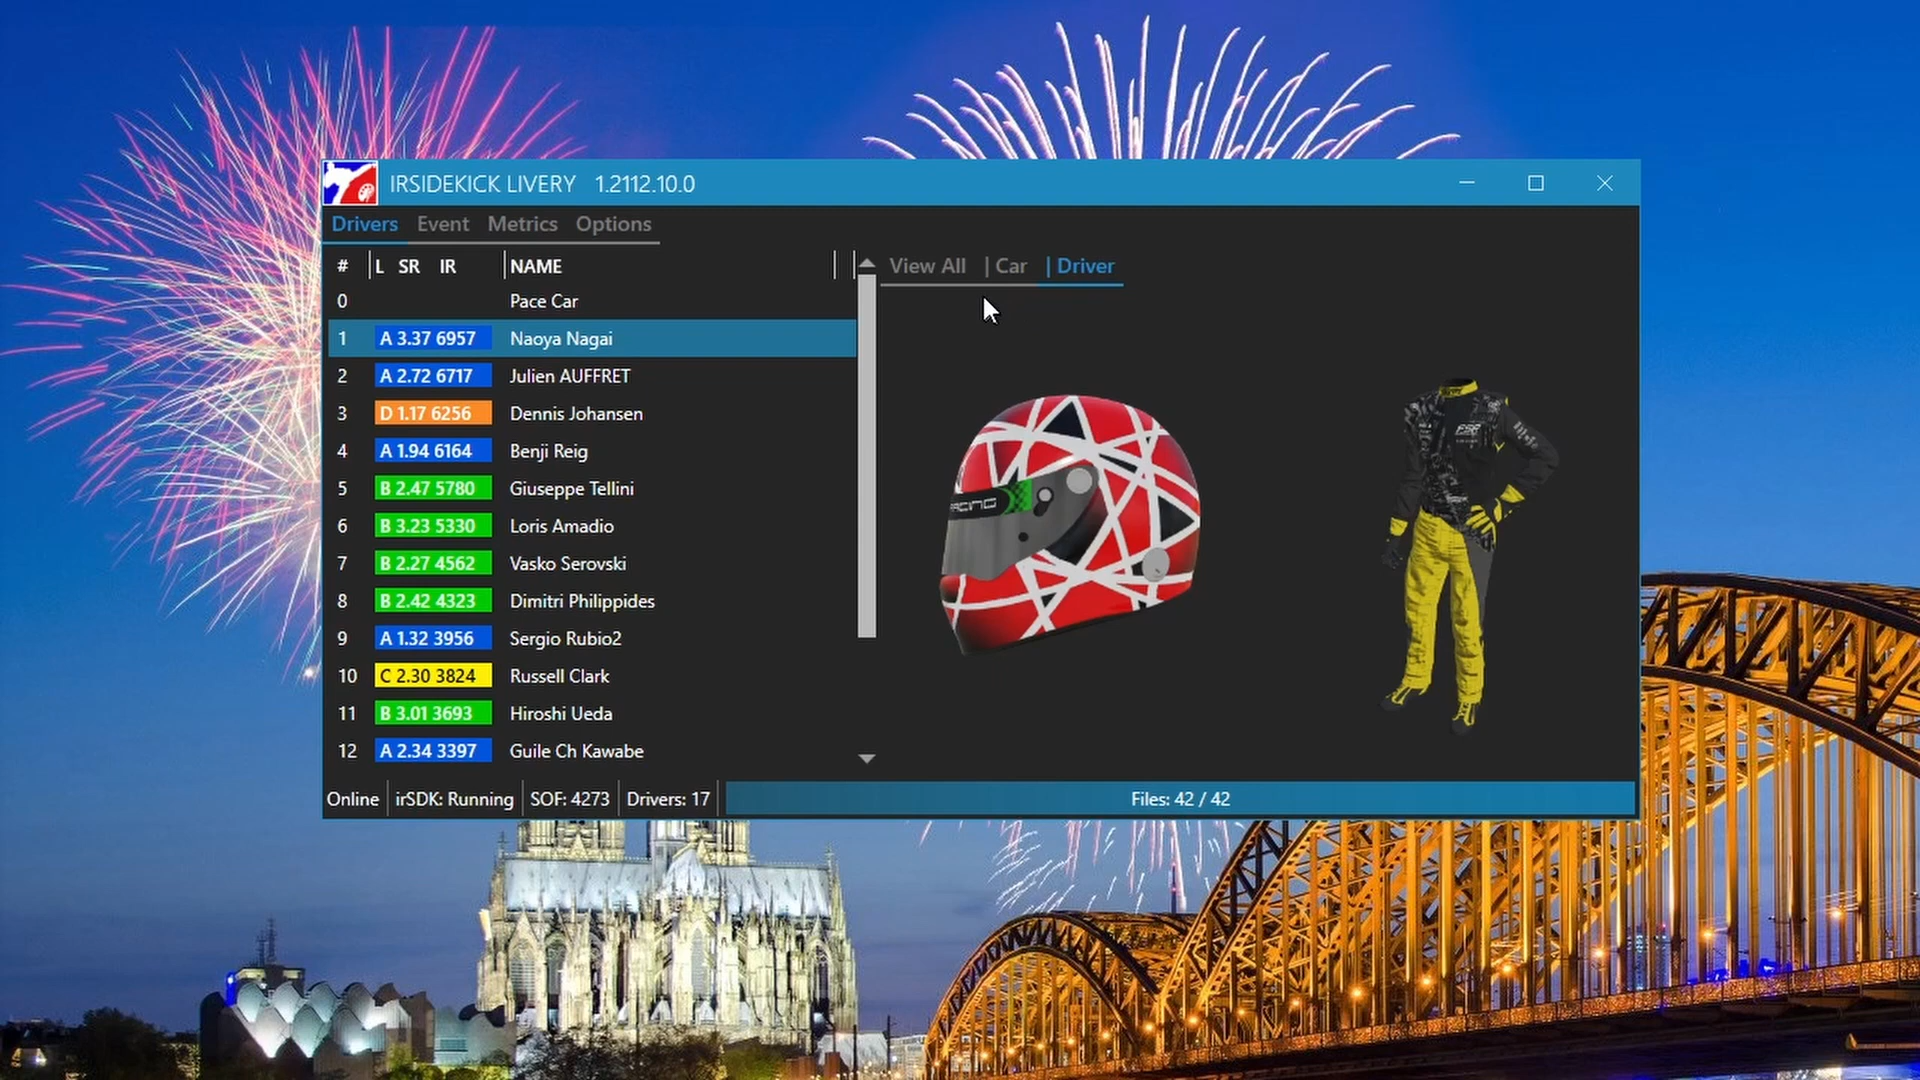 IRSIDEKICK LIVERY 1.2112.10.0
Drivers Event Metrics Options
# L SR IR NAME
View All | Car | Driver
0 Pace Car
1 A 3.37 6957 Naoya Nagai
2 A 2.72 6717 Julien AUFFRET
3 D 1.17 6256 Dennis Johansen
4 A 1.94 6164 Benji Reig
5 B 2.47 5780 Giuseppe Tellini
6 B 3.23 5330 Loris Amadio
7 B 2.27 4562 Vasko Serovski
8 B 2.42 4323 Dimitri Philippides
9 A 1.32 3956 Sergio Rubio2
10 C 2.30 3824 Russell Clark
11 B 3.01 3693 Hiroshi Ueda
12 A 2.34 3397 Guile Ch Kawabe
Online irSDK: Running SOF: 4273 Drivers: 17 Files: 42 / 42